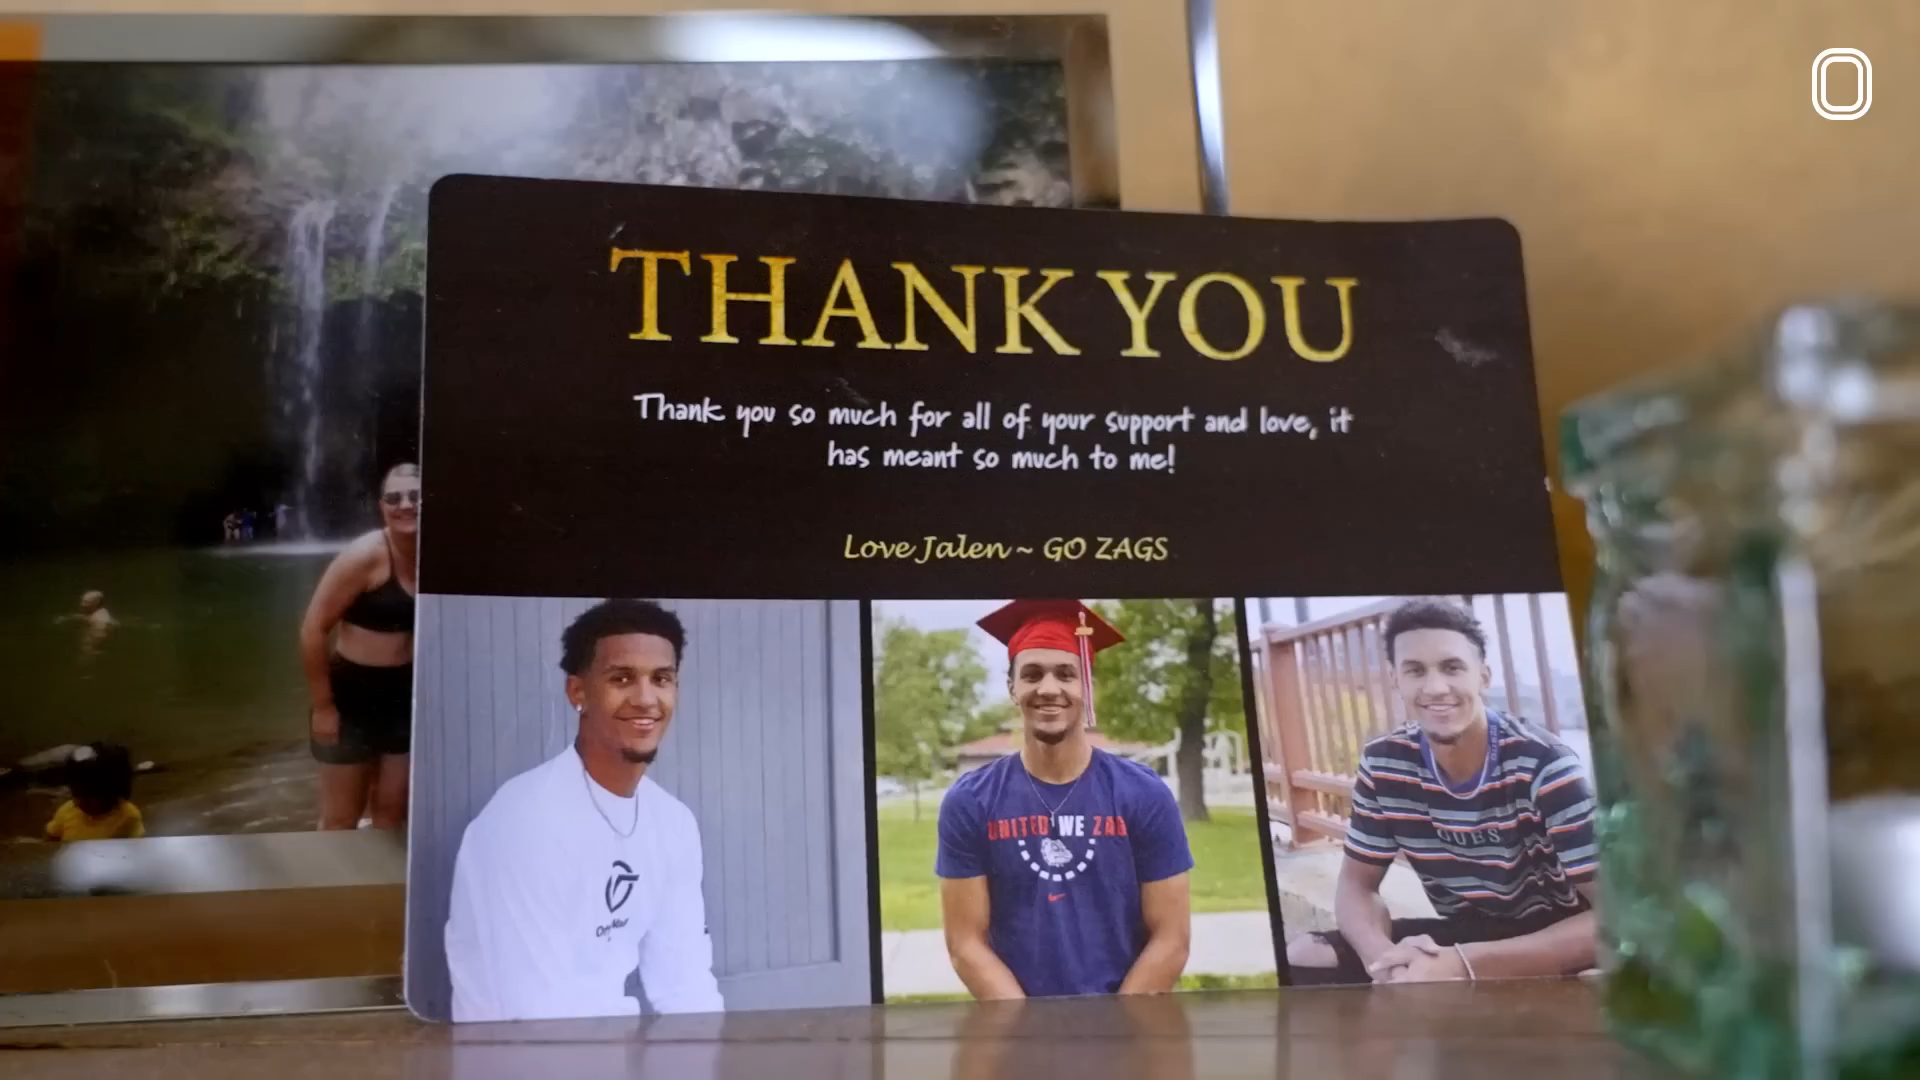 THANK YOU
Thank you so much for all of your support and love, it
has meant so much to me!
Love Jalen ~ GO ZAGS
UNITED WE ZAG
GUESS